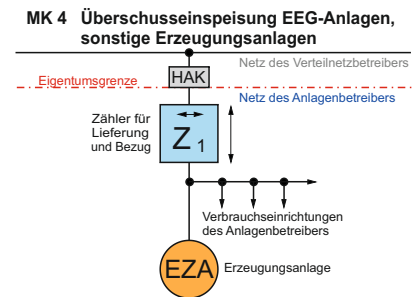 MK 4 Überschusseinspeisung EEG-Anlagen,
sonstige Erzeugungsanlagen
Netz des Verteilnetzbetreibers
HAK
Eigentumsgrenze
Netz des Anlagenbetreibers
Zähler für
Lieferung
und Bezug
Z 1
Verbrauchseinrichtungen
des Anlagenbetreibers
EZA
Erzeugungsanlage